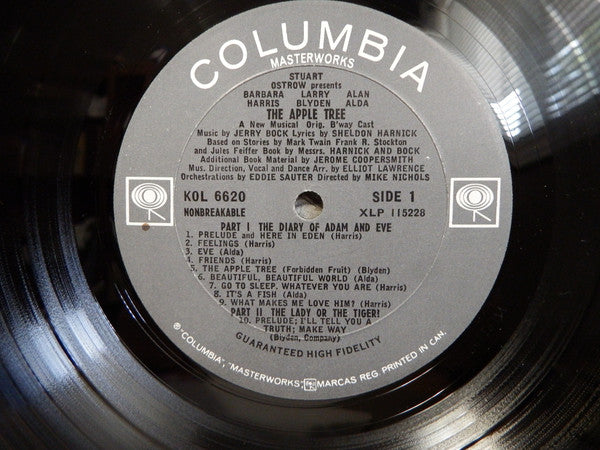 COLUMBIA
MASTERWORKS
STUART
OSTROW presents
BARBARA LARRY ALAN
HARRIS BLYDEN ALDA
THE APPLE TREE
A New Musical Orig. B'way Cast
Music by JERRY BOCK Lyrics by SHELDON HARNICK
Based on Stories by Mark Twain Frank R. Stockton
and Jules Feiffer Book by Messrs. HARNICK AND BOCK
Additional Book Material by JEROME COOPERSMITH
Mus. Direction, Vocal and Dance Arr. by ELLIOT LAWRENCE
Orchestrations by EDDIE SAUTER Directed by MIKE NICHOLS
KOL 6620 SIDE 1
NONBREAKABLE XLP 115228
PART I THE DIARY OF ADAM AND EVE
1. PRELUDE and HERE IN EDEN (Harris)
2. FEELINGS (Harris)
3. EVE (Alda)
4. FRIENDS (Harris)
5. THE APPLE TREE (Forbidden Fruit) (Blyden)
6. BEAUTIFUL, BEAUTIFUL WORLD (Alda)
7. GO TO SLEEP, WHATEVER YOU ARE (Harris)
8. IT'S A FISH (Alda)
9. WHAT MAKES ME LOVE HIM? (Harris)
PART II THE LADY OR THE TIGER?
10. PRELUDE; I'LL TELL YOU A
TRUTH; MAKE WAY
(Blyden, Company)
GUARANTEED HIGH FIDELITY
® "COLUMBIA", "MASTERWORKS", MARCAS REG. PRINTED IN CAN.